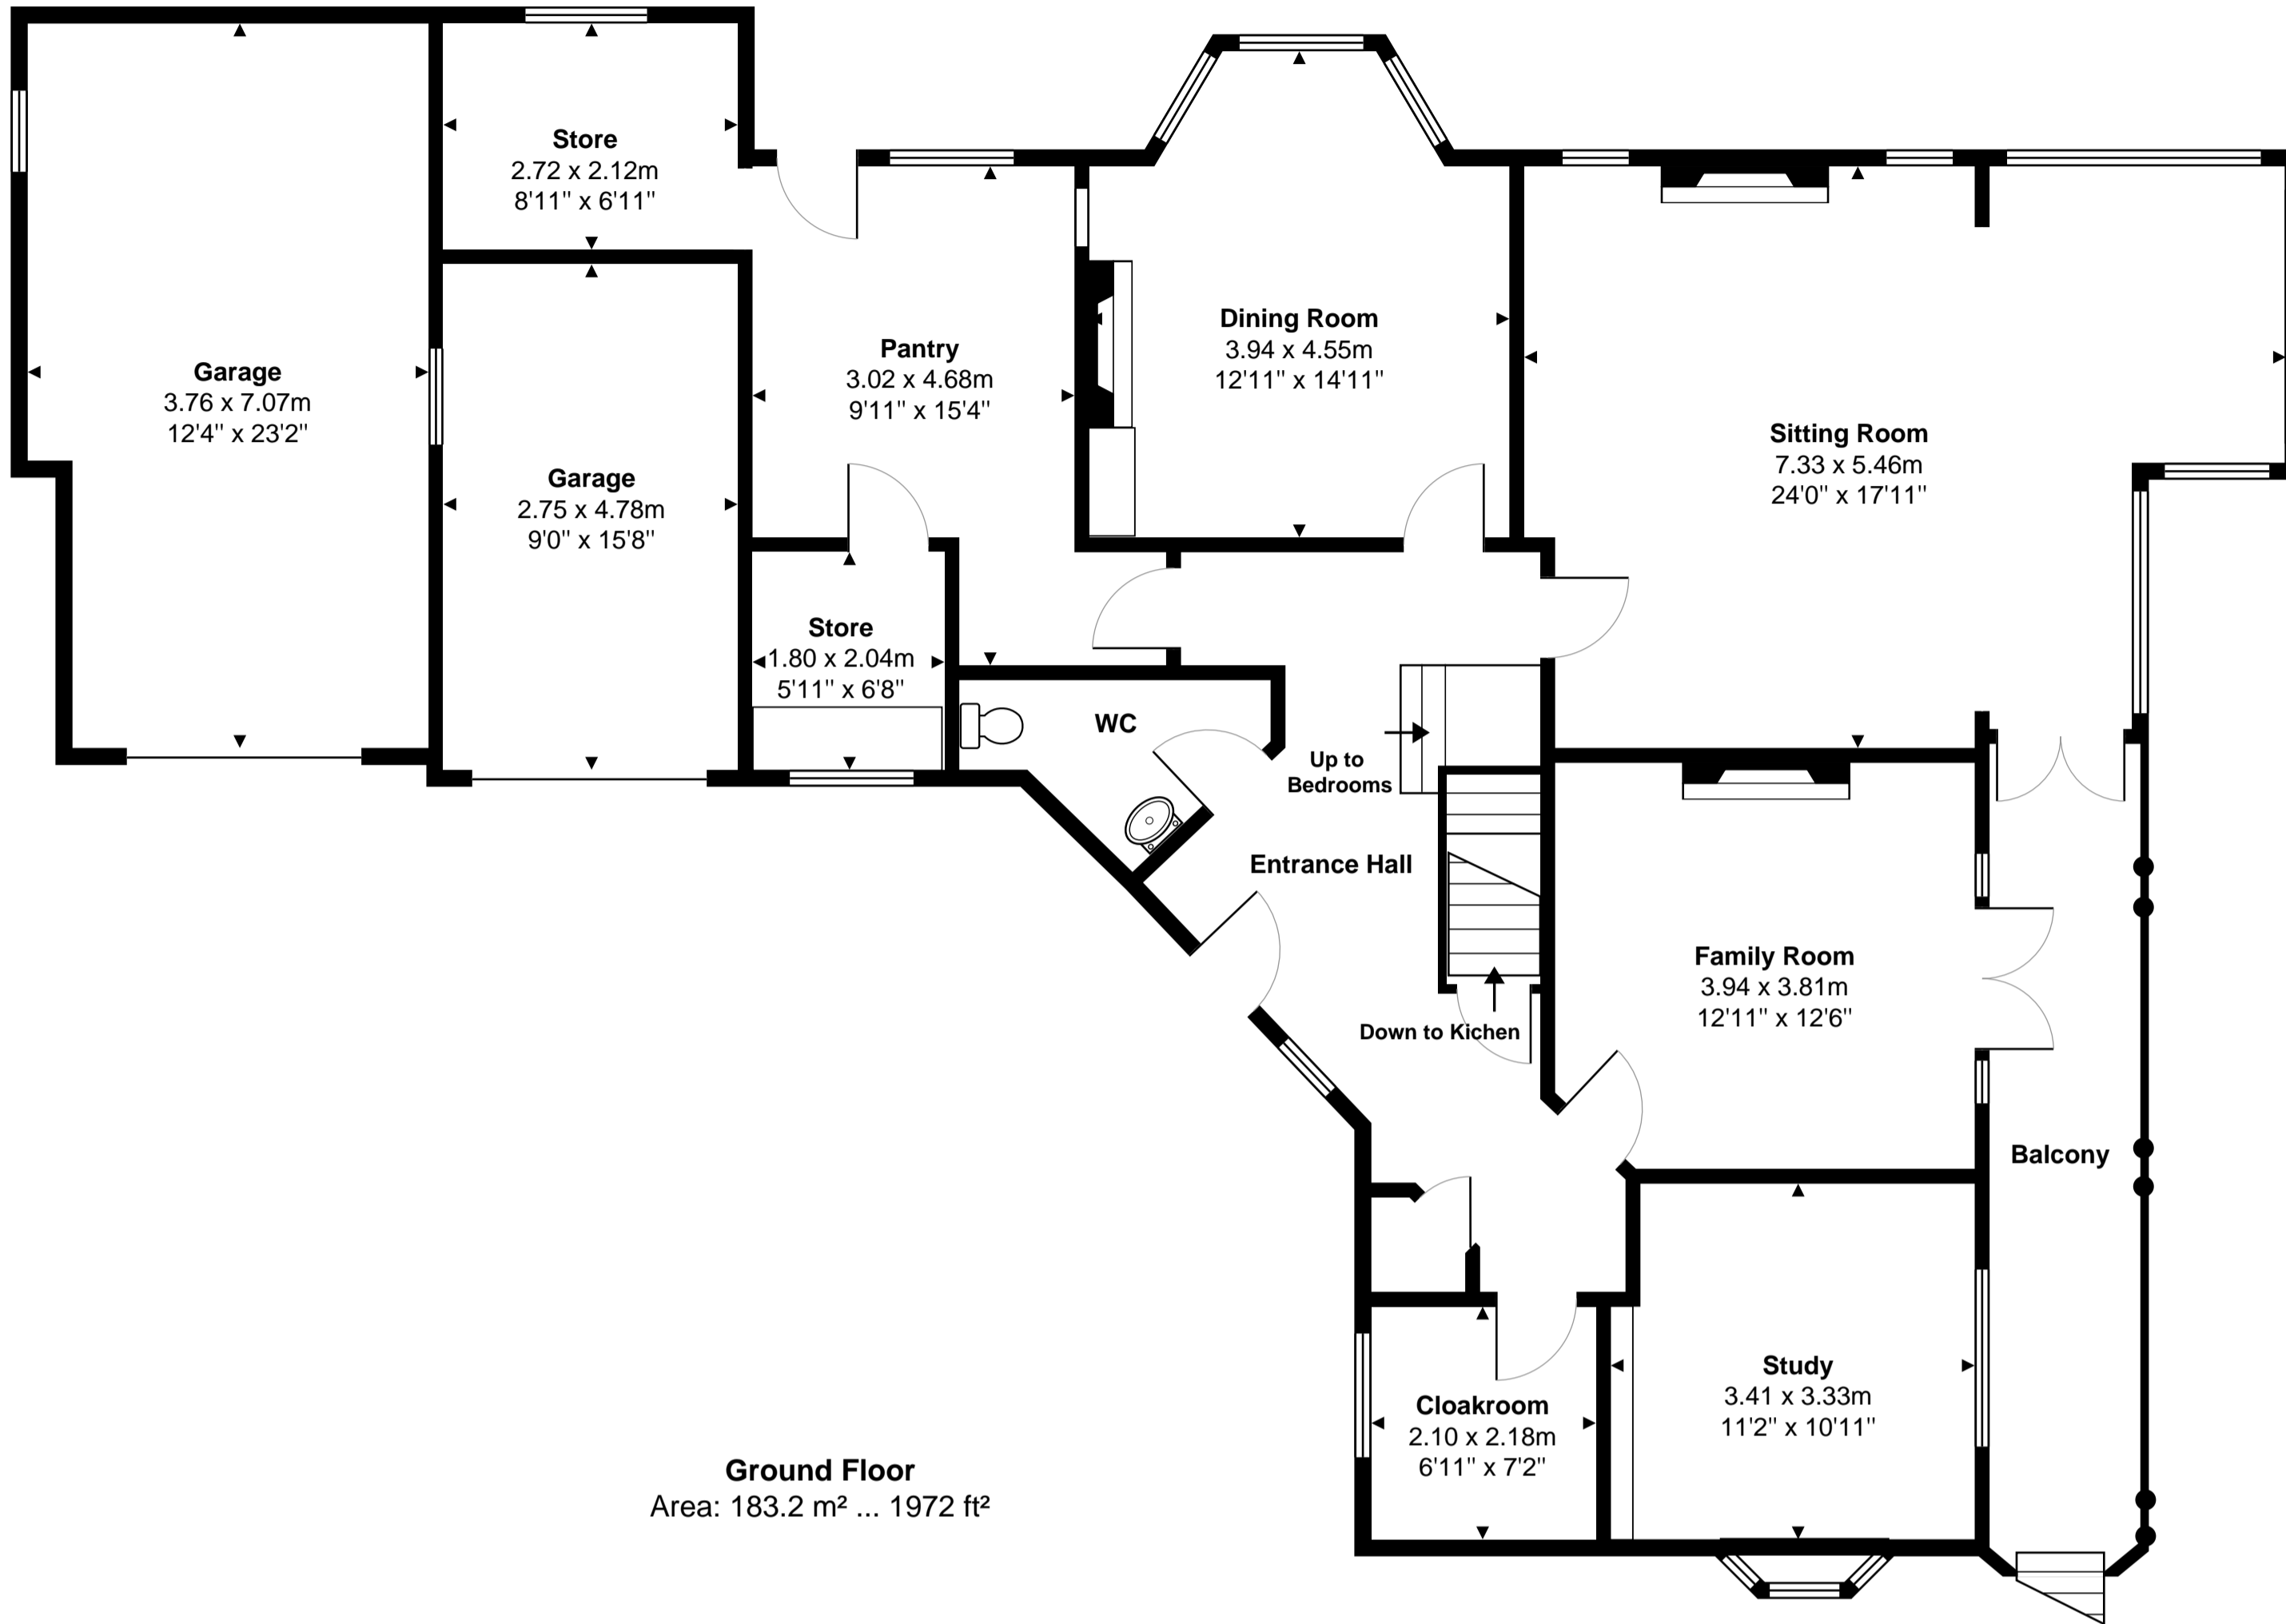 Store
2.72 x 2.12m
8'11" x 6'11"
Garage
3.76 x 7.07m
12'4" x 23'2"
Garage
2.75 x 4.78m
9'0" x 15'8"
Pantry
3.02 x 4.68m
9'11" x 15'4"
Dining Room
3.94 x 4.55m
12'11" x 14'11"
Sitting Room
7.33 x 5.46m
24'0" x 17'11"
Store
1.80 x 2.04m
5'11" x 6'8"
WC
Up to
Bedrooms
Entrance Hall
Down to Kichen
Family Room
3.94 x 3.81m
12'11" x 12'6"
Balcony
Study
3.41 x 3.33m
11'2" x 10'11"
Cloakroom
2.10 x 2.18m
6'11" x 7'2"
Ground Floor
Area: 183.2 m² ... 1972 ft²